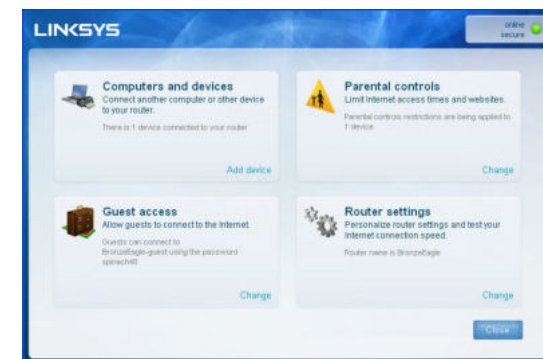 LINKSYS
online
secure
Computers and devices
Connect another computer or other device
to your router.
There is 1 device connected to your router
Add device
Parental controls
Limit Internet access times and websites.
Parental controls restrictions are being applied to
1 device
Change
Guest access
Allow guests to connect to the Internet.
Guests can connect to
BronzeEagle-guest using the password
Change
Router settings
Personalize router settings and test your
Internet connection speed.
Router name is BronzeEagle
Change
Close